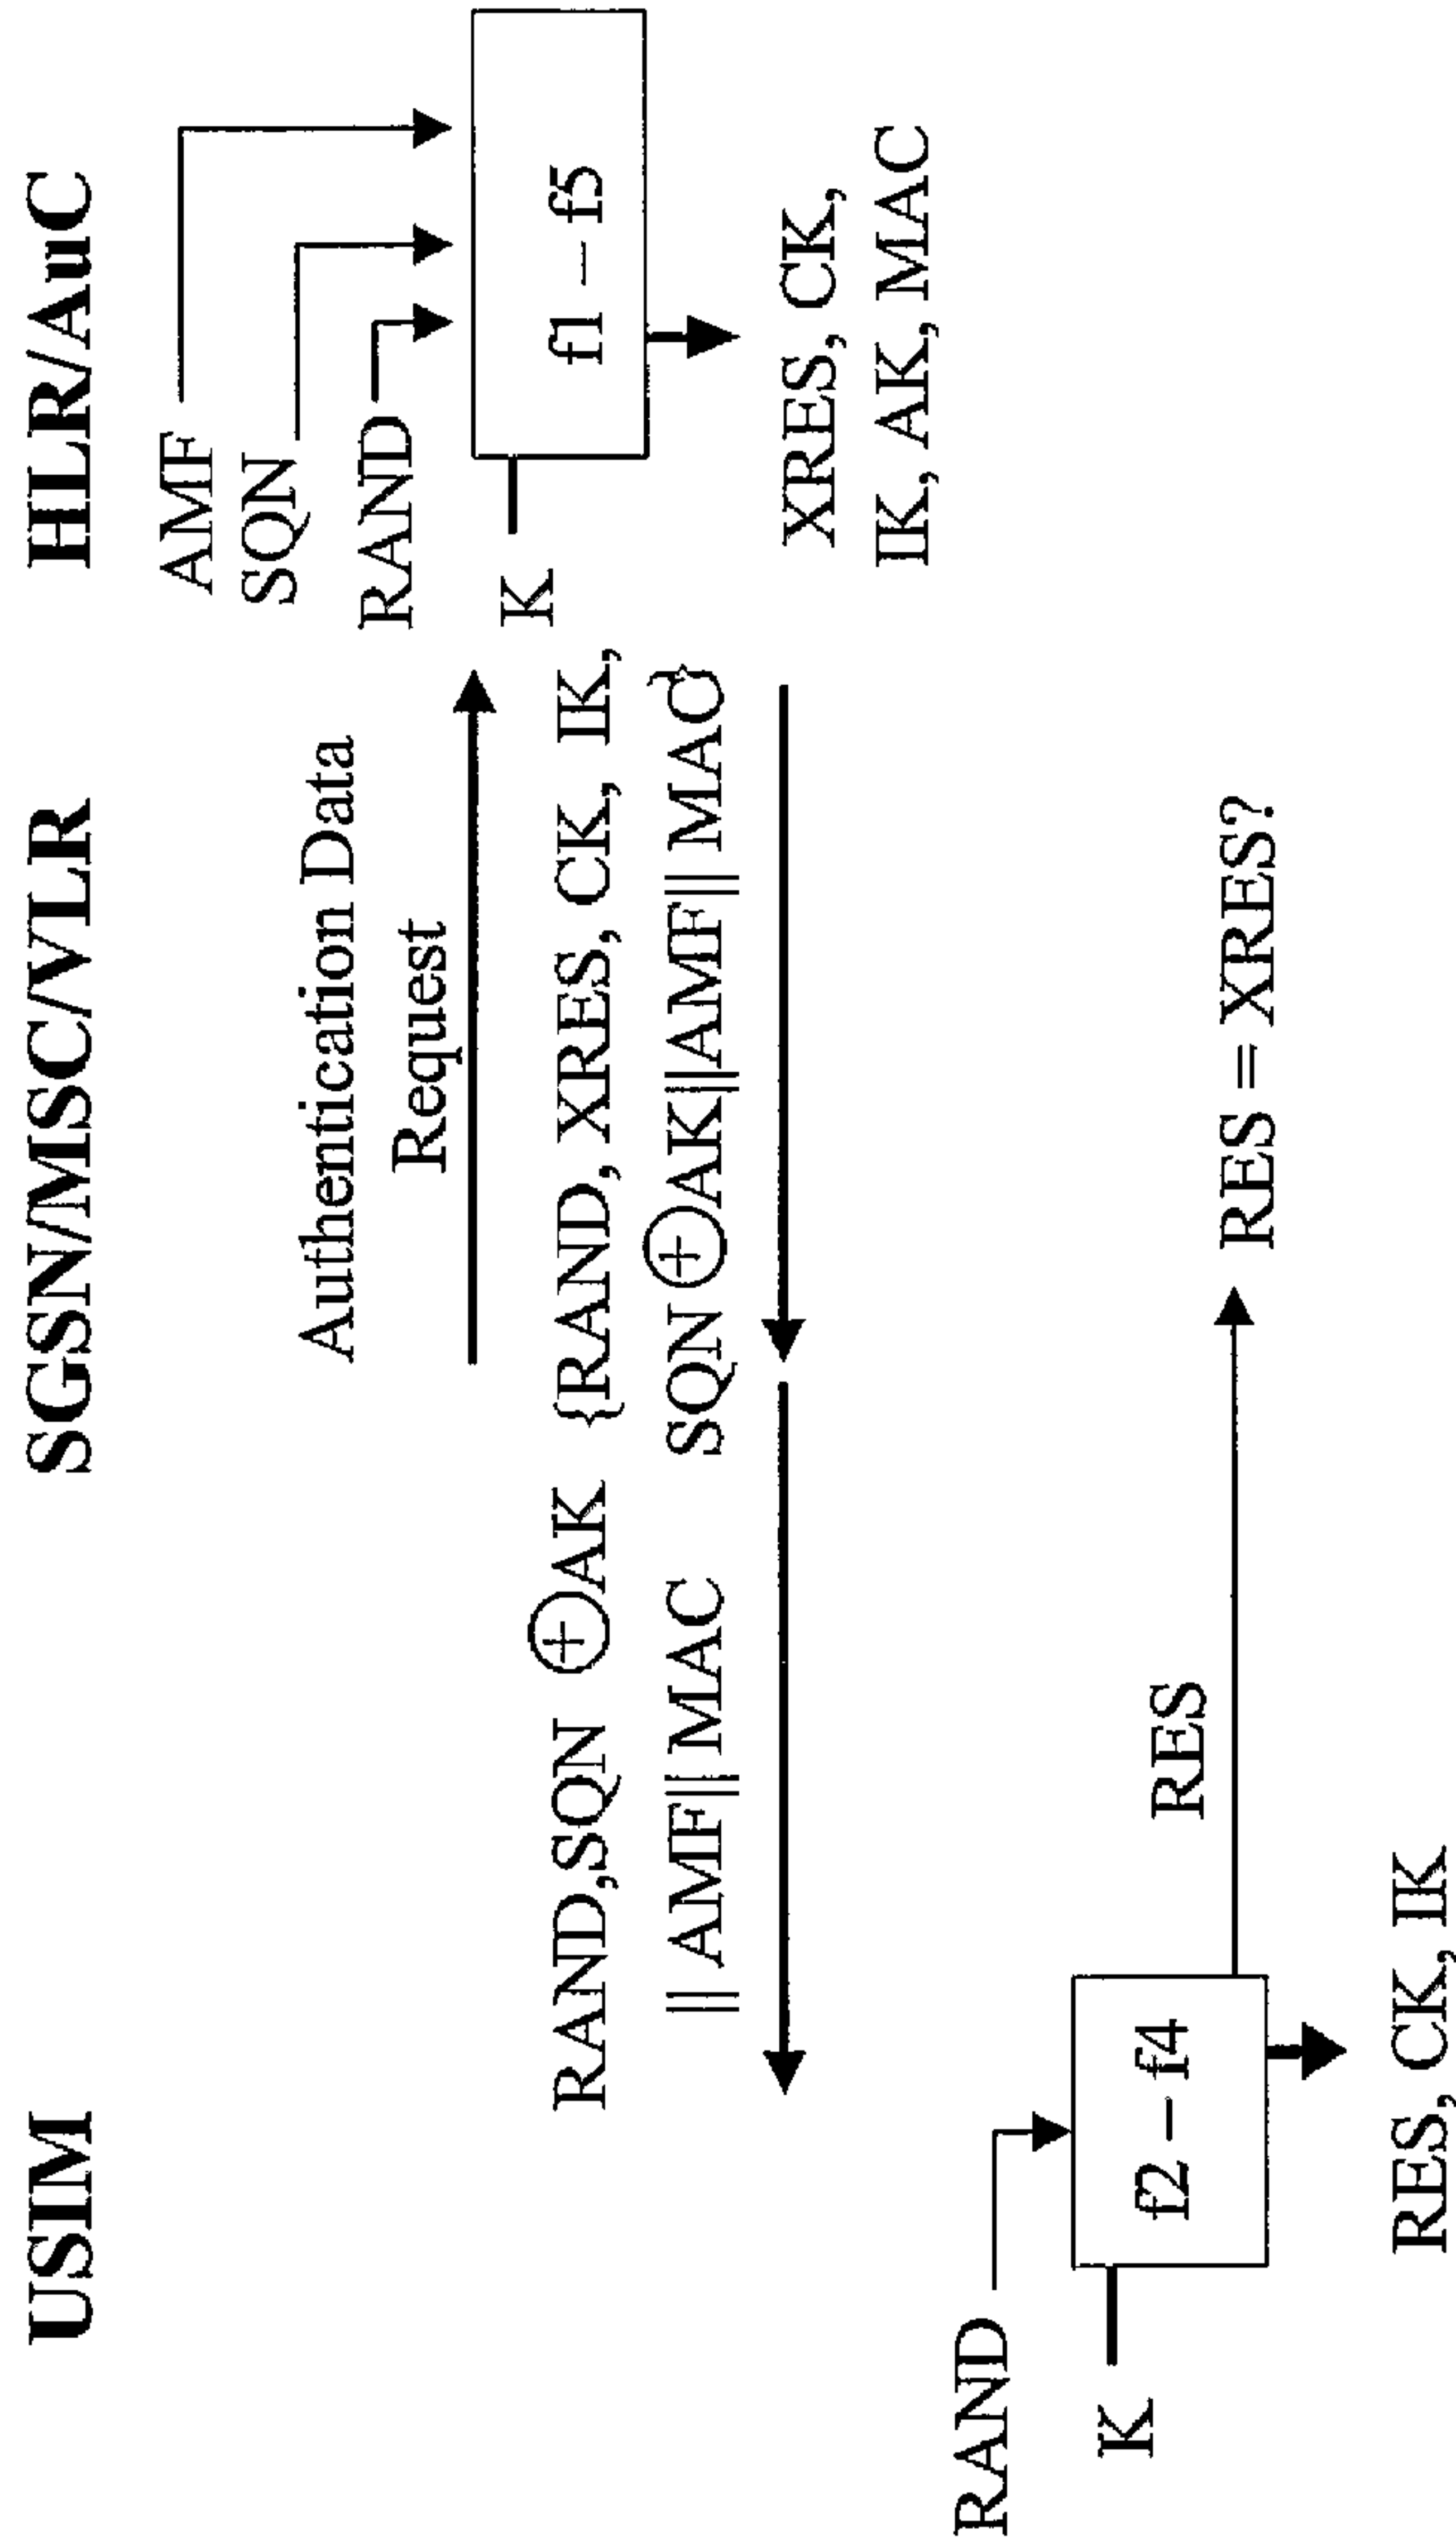 USIM
SGSN/MSC/VLR
HLR/AuC
AMF
SQN
RAND
K
f1 – f5
XRES, CK,
IK, AK, MAC
Authentication Data
Request
{RAND, XRES, CK, IK,
SQN ⊕ AK||AMF|| MAC}
RAND,SQN ⊕ AK
|| AMF|| MAC
RAND
K
f2 – f4
RES, CK, IK
RES
RES = XRES?